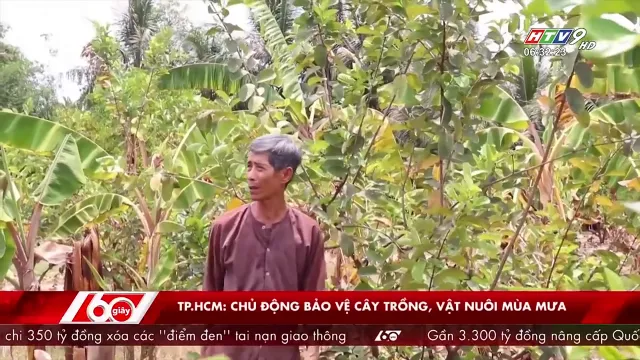 HTV9 HD
06:32:23
60 giây
TP.HCM: CHỦ ĐỘNG BẢO VỆ CÂY TRỒNG, VẬT NUÔI MÙA MƯA
chi 350 tỷ đồng xóa các "điểm đen" tai nạn giao thông 60 Gần 3.300 tỷ đồng nâng cấp Quố